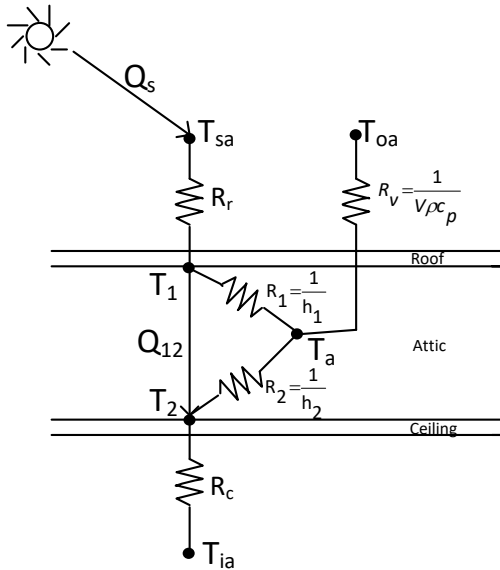 Qs
Tsa
Toa
Rr
Rv = 1/Vρcp
Roof
T1
R1 = 1/h1
Q12
Ta
Attic
T2
R2 = 1/h2
Ceiling
Rc
Tia